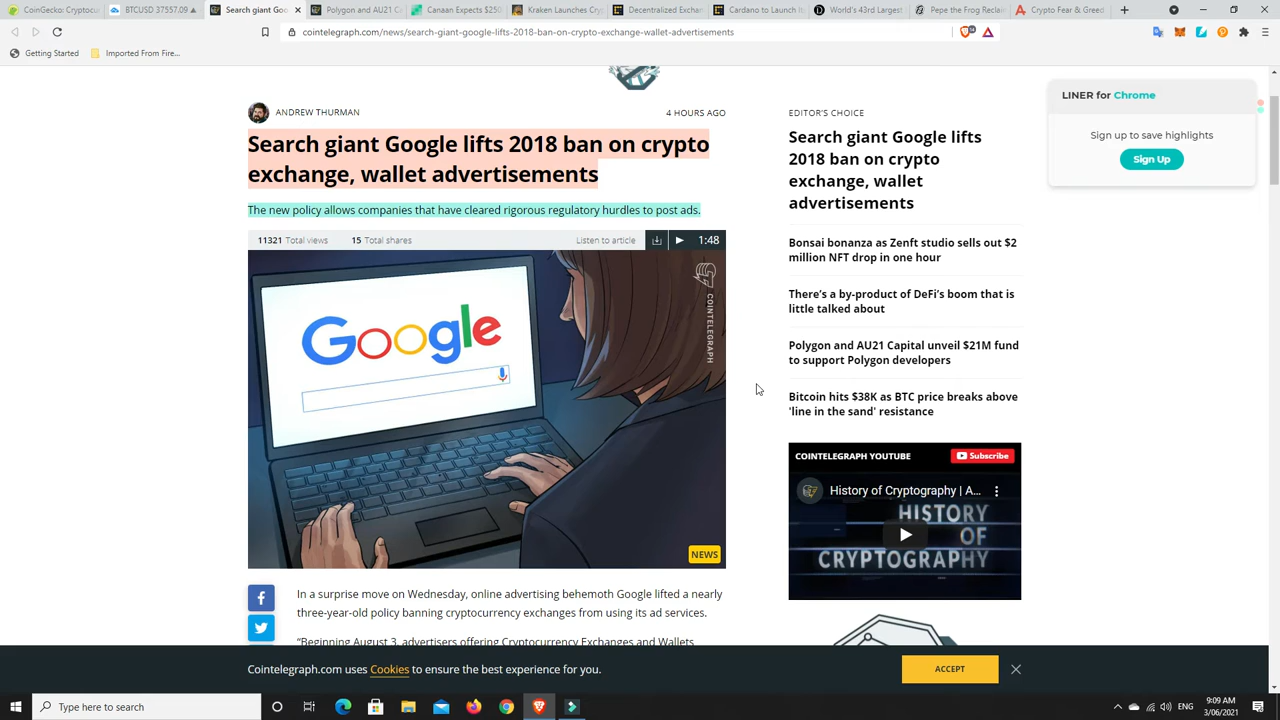 CoinGecko: Cryptocu
BTCUSD 37557.09 ▲
Search giant Goo
Polygon and AU21 C
Canaan Expects $250
Kraken Launches Cry
Decentralized Exchan
Cardano to Launch It
World's 43rd Largest
Pepe the Frog Reclai
Crypto Fear & Greed
cointelegraph.com/news/search-giant-google-lifts-2018-ban-on-crypto-exchange-wallet-advertisements
Getting Started
Imported From Fire...
ANDREW THURMAN
4 HOURS AGO
Search giant Google lifts 2018 ban on crypto
exchange, wallet advertisements
The new policy allows companies that have cleared rigorous regulatory hurdles to post ads.
11321 Total views
15 Total shares
Listen to article
1:48
Google
COINTELEGRAPH
NEWS
In a surprise move on Wednesday, online advertising behemoth Google lifted a nearly
three-year-old policy banning cryptocurrency exchanges from using its ad services.
“Beginning August 3, advertisers offering Cryptocurrency Exchanges and Wallets
EDITOR'S CHOICE
Search giant Google lifts
2018 ban on crypto
exchange, wallet
advertisements
Bonsai bonanza as Zenft studio sells out $2
million NFT drop in one hour
There’s a by-product of DeFi’s boom that is
little talked about
Polygon and AU21 Capital unveil $21M fund
to support Polygon developers
Bitcoin hits $38K as BTC price breaks above
'line in the sand' resistance
COINTELEGRAPH YOUTUBE
Subscribe
History of Cryptography | A...
HISTORY
OF
CRYPTOGRAPHY
LINER for Chrome
Sign up to save highlights
Sign Up
Cointelegraph.com uses Cookies to ensure the best experience for you.
ACCEPT
Type here to search
ENG
9:09 AM
3/06/2021